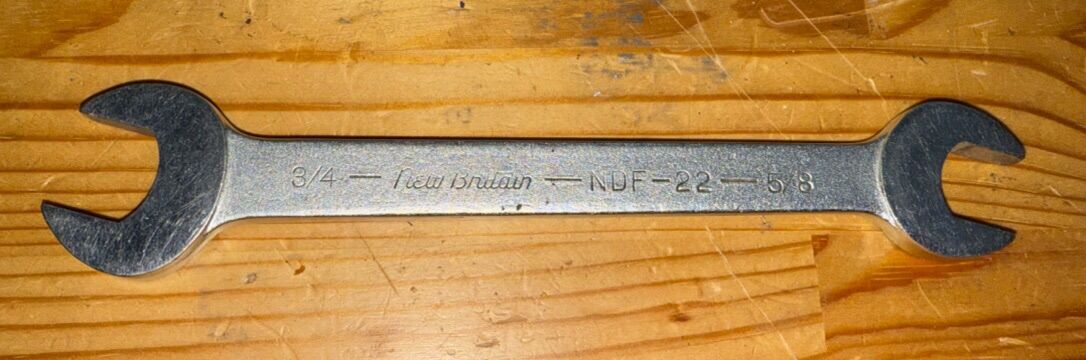 3/4 — New Britain — NDF-22 — 5/8